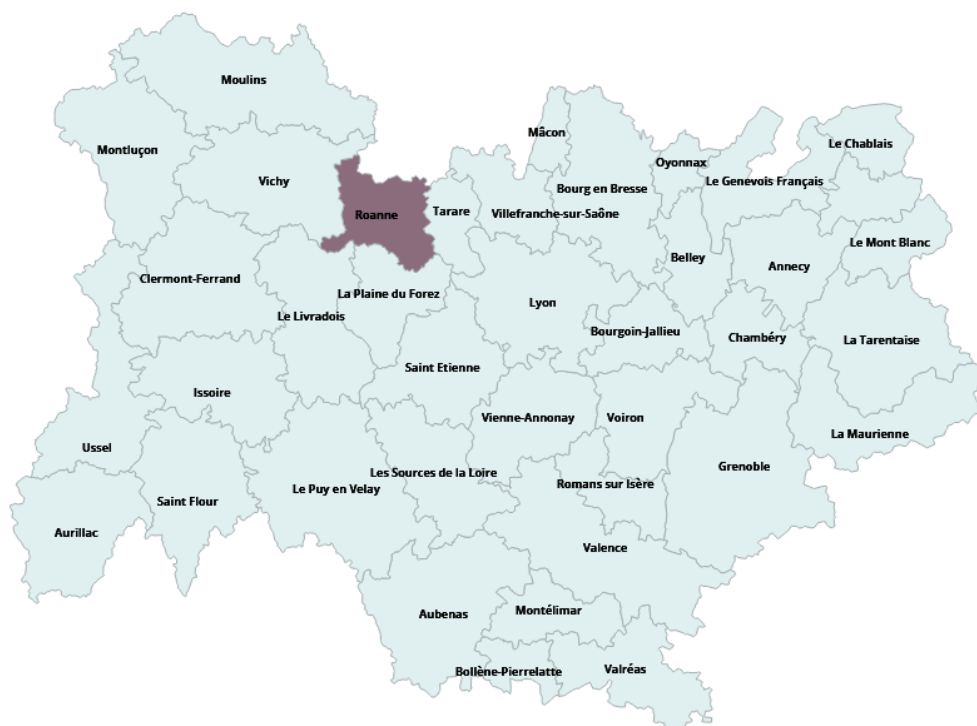 Moulins
Mâcon
Le Chablais
Montluçon
Oyonnax
Vichy
Le Genevois Français
Bourg en Bresse
Roanne
Tarare
Villefranche-sur-Saône
Le Mont Blanc
Belley
Annecy
Clermont-Ferrand
La Plaine du Forez
Lyon
Le Livradois
Bourgoin-Jallieu
Chambéry
La Tarentaise
Saint Etienne
Issoire
Vienne-Annonay
Voiron
La Maurienne
Ussel
Grenoble
Les Sources de la Loire
Romans sur Isère
Le Puy en Velay
Saint Flour
Aurillac
Valence
Aubenas
Montélimar
Bollène-Pierrelatte
Valréas